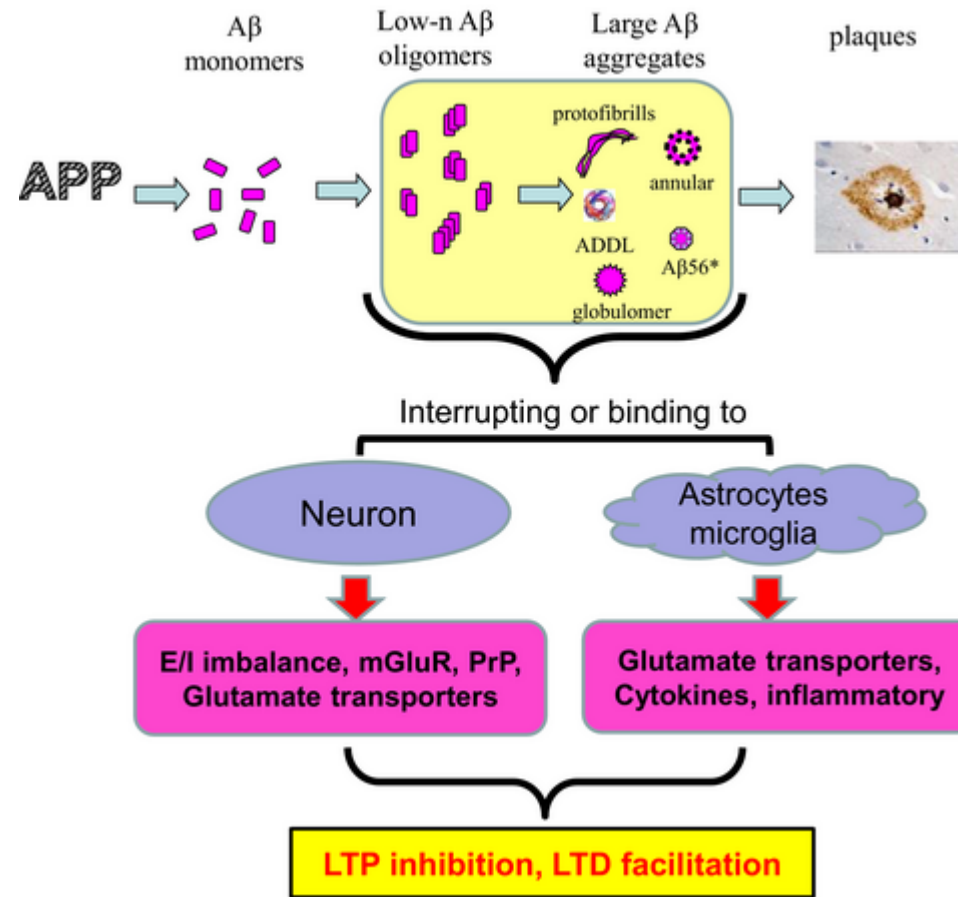 Aβ
monomers
Low-n Aβ
oligomers
Large Aβ
aggregates
plaques
APP
protofibrills
annular
ADDL
Aβ56*
globulomer
Interrupting or binding to
Neuron
Astrocytes
microglia
E/I imbalance, mGluR, PrP,
Glutamate transporters
Glutamate transporters,
Cytokines, inflammatory
LTP inhibition, LTD facilitation